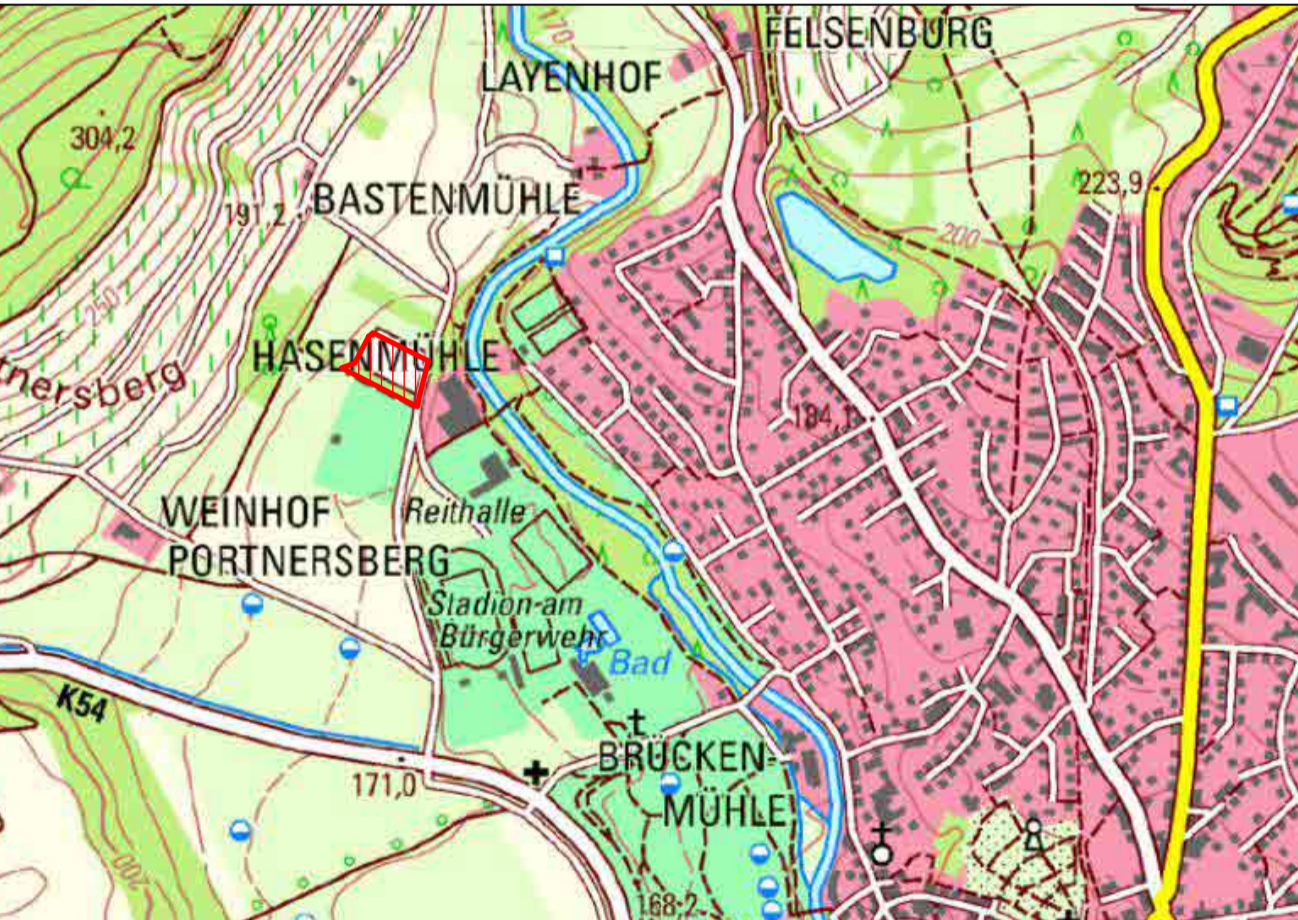 FELSENBURG
170
LAYENHOF
304,2
BASTENMÜHLE
191,2
223,9
200
250
HASENMÜHLE
tnersberg
184,1
WEINHOF
PORTNERSBERG
Reithalle
Stadion am
Bürgerwehr
Bad
K54
BRÜCKEN-
MÜHLE
171,0
200
168,2